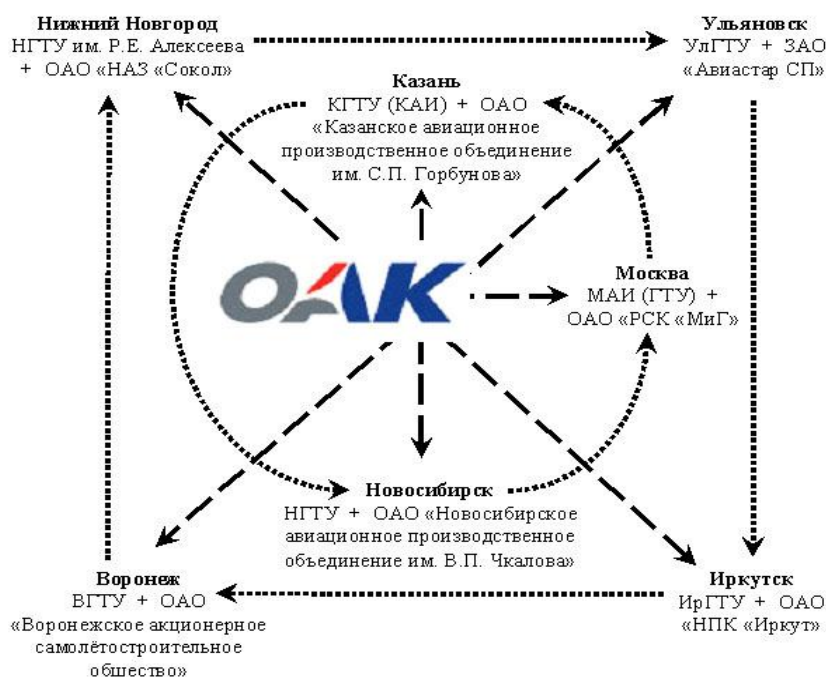 Нижний Новгород
НГТУ им. Р.Е. Алексеева
+ ОАО «НАЗ «Сокол»
Ульяновск
УлГТУ + ЗАО
«Авиастар СП»
Казань
КГТУ (КАИ) + ОАО
«Казанское авиационное
производственное объединение
им. С.П. Горбунова»
ОАК
Москва
МАИ (ГТУ) +
ОАО «РСК «МиГ»
Новосибирск
НГТУ + ОАО «Новосибирское
авиационное производственное
объединение им. В.П. Чкалова»
Воронеж
ВГТУ + ОАО
«Воронежское акционерное
самолётостроительное
общество»
Иркутск
ИрГТУ + ОАО
«НПК «Иркут»